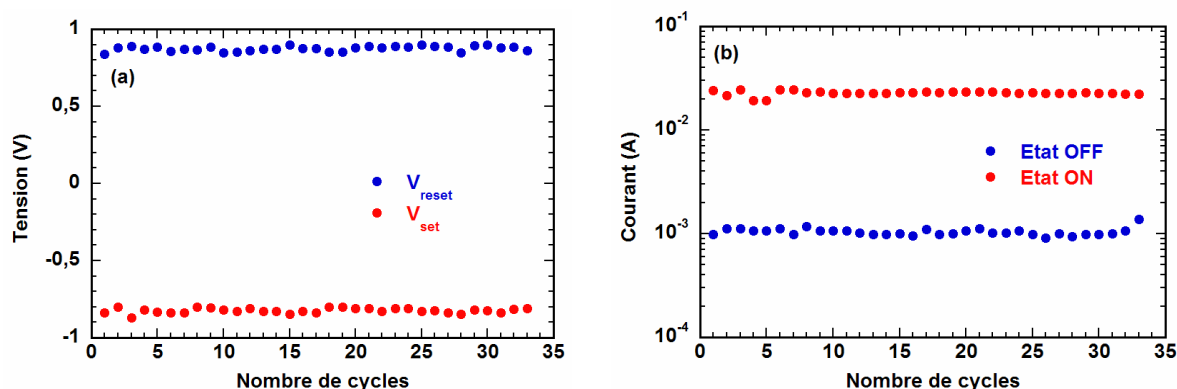 1
0,5
0
-0,5
-1
Tension (V)
(a)
V_reset
V_set
0 5 10 15 20 25 30 35
Nombre de cycles
10^-1
10^-2
10^-3
10^-4
Courant (A)
(b)
Etat OFF
Etat ON
0 5 10 15 20 25 30 35
Nombre de cycles